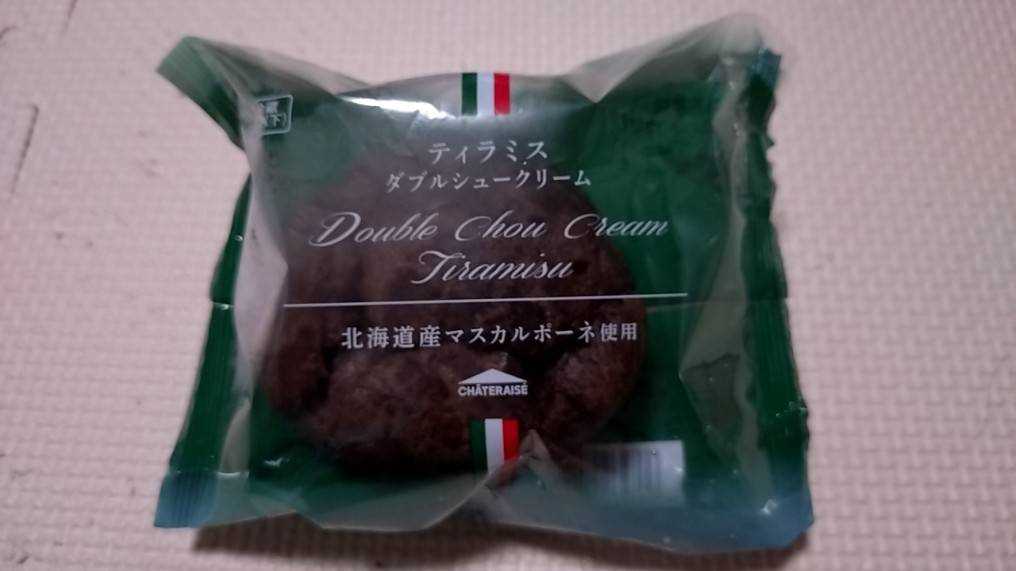 ティラミス
ダブルシュークリーム
Double Chou Cream
Tiramisu
北海道産マスカルポーネ使用
CHÂTERAISÉ